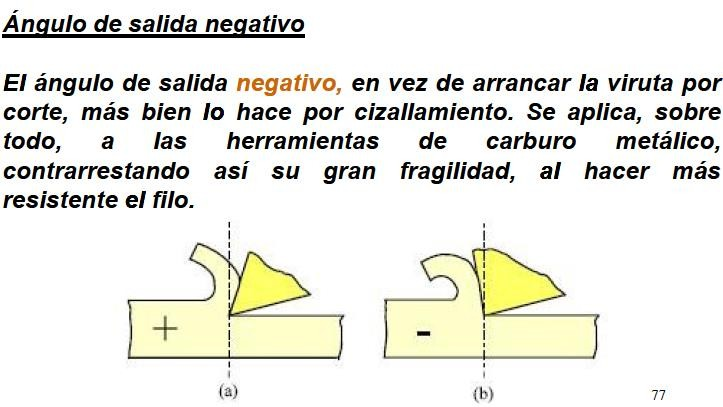 Ángulo de salida negativo
El ángulo de salida negativo, en vez de arrancar la viruta por
corte, más bien lo hace por cizallamiento. Se aplica, sobre
todo, a las herramientas de carburo metálico,
contrarrestando así su gran fragilidad, al hacer más
resistente el filo.
+ -
(a) (b) 77